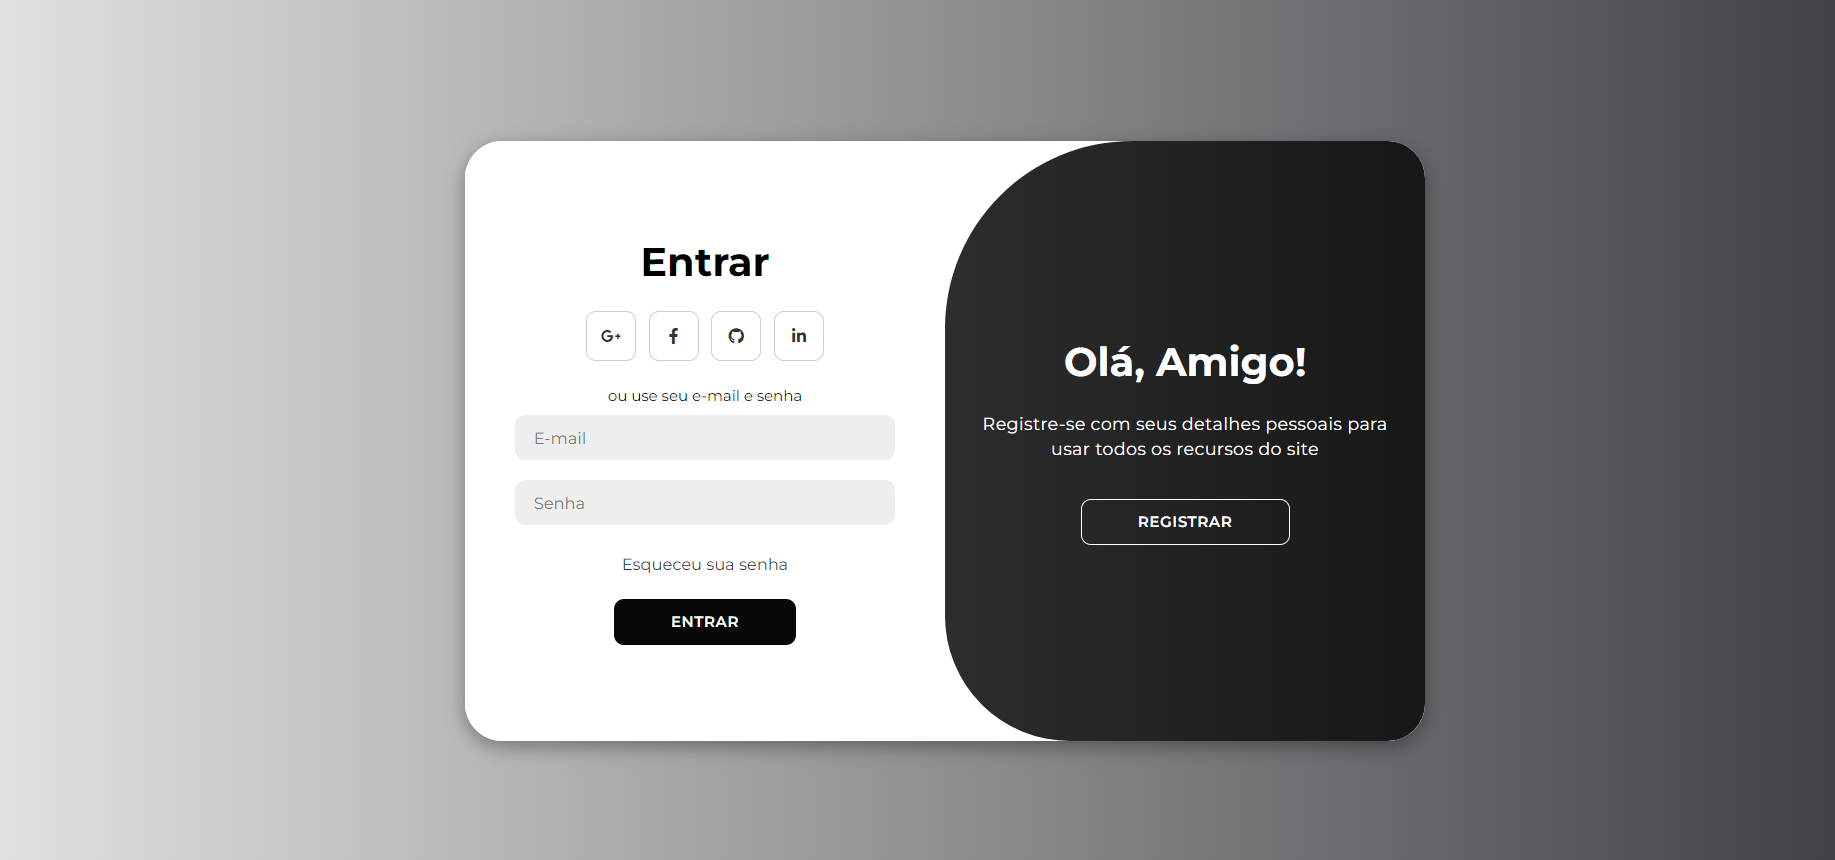 Entrar
G+ f in
ou use seu e-mail e senha
E-mail
Senha
Esqueceu sua senha
ENTRAR
Olá, Amigo!
Registre-se com seus detalhes pessoais para
usar todos os recursos do site
REGISTRAR